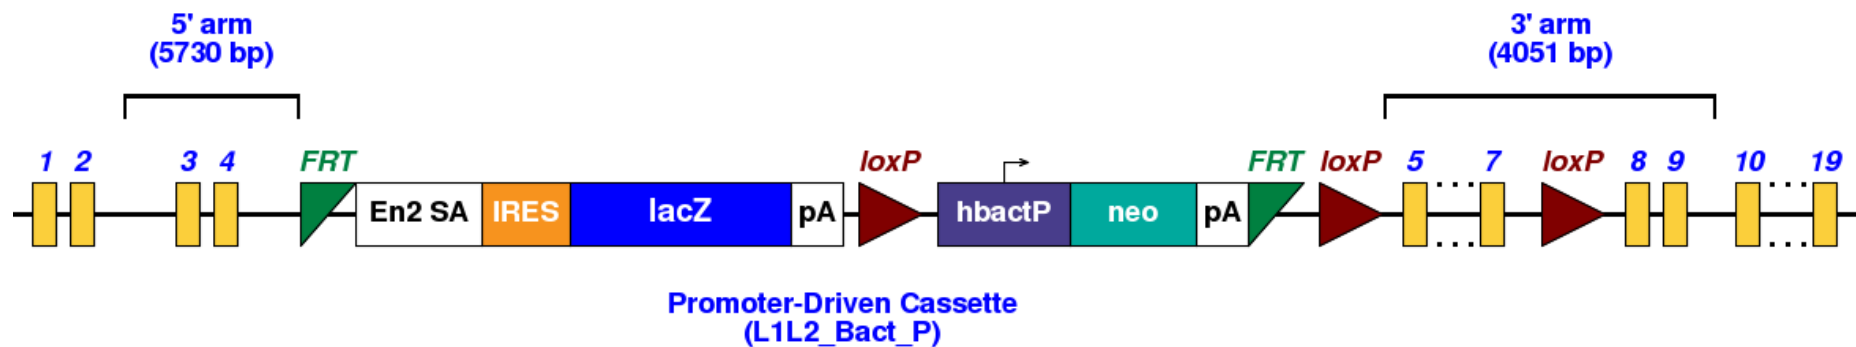 5' arm
(5730 bp)
3' arm
(4051 bp)
1 2 3 4 FRT loxP FRT loxP 5 7 loxP 8 9 10 19
En2 SA IRES lacZ pA hbactP neo pA
Promoter-Driven Cassette
(L1L2_Bact_P)